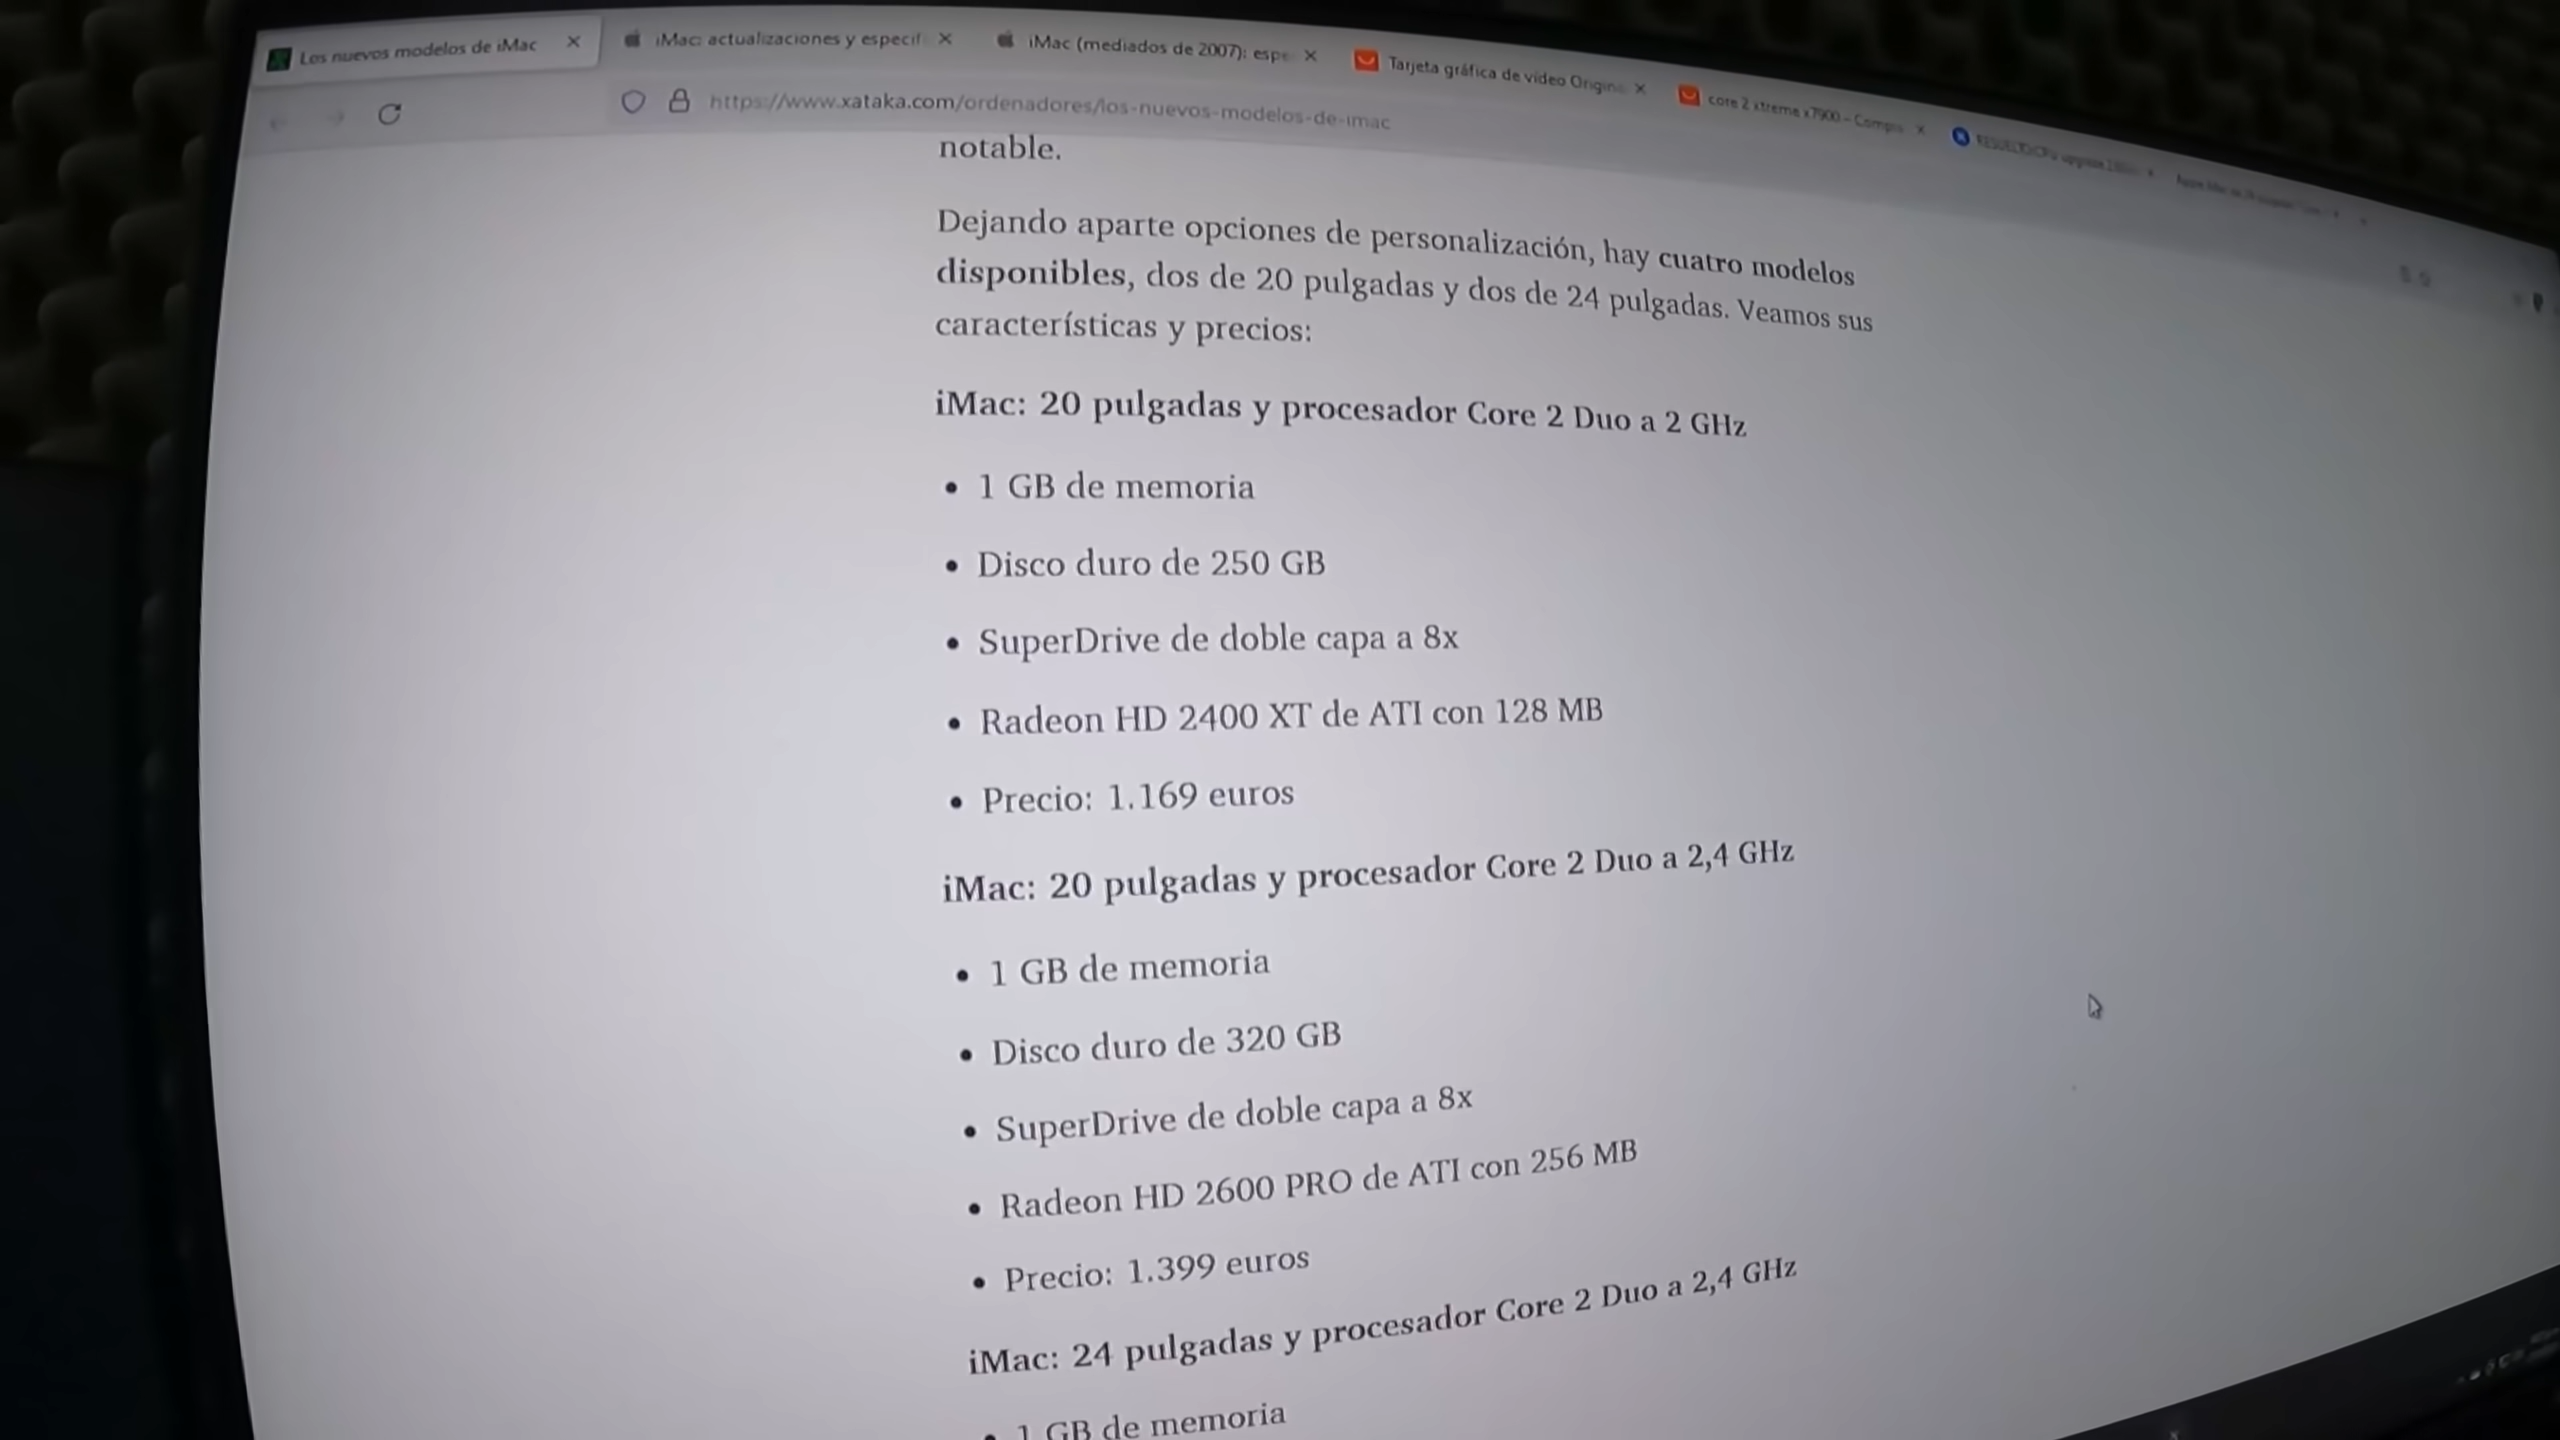 Los nuevos modelos de iMac
iMac: actualizaciones y especif
iMac (mediados de 2007): espe
Tarjeta gráfica de vídeo Origin
core 2 xtreme x7900 – Compra
https://www.xataka.com/ordenadores/los-nuevos-modelos-de-imac
notable.
Dejando aparte opciones de personalización, hay cuatro modelos
disponibles, dos de 20 pulgadas y dos de 24 pulgadas. Veamos sus
características y precios:
iMac: 20 pulgadas y procesador Core 2 Duo a 2 GHz
• 1 GB de memoria
• Disco duro de 250 GB
• SuperDrive de doble capa a 8x
• Radeon HD 2400 XT de ATI con 128 MB
• Precio: 1.169 euros
iMac: 20 pulgadas y procesador Core 2 Duo a 2,4 GHz
• 1 GB de memoria
• Disco duro de 320 GB
• SuperDrive de doble capa a 8x
• Radeon HD 2600 PRO de ATI con 256 MB
• Precio: 1.399 euros
iMac: 24 pulgadas y procesador Core 2 Duo a 2,4 GHz
• 1 GB de memoria